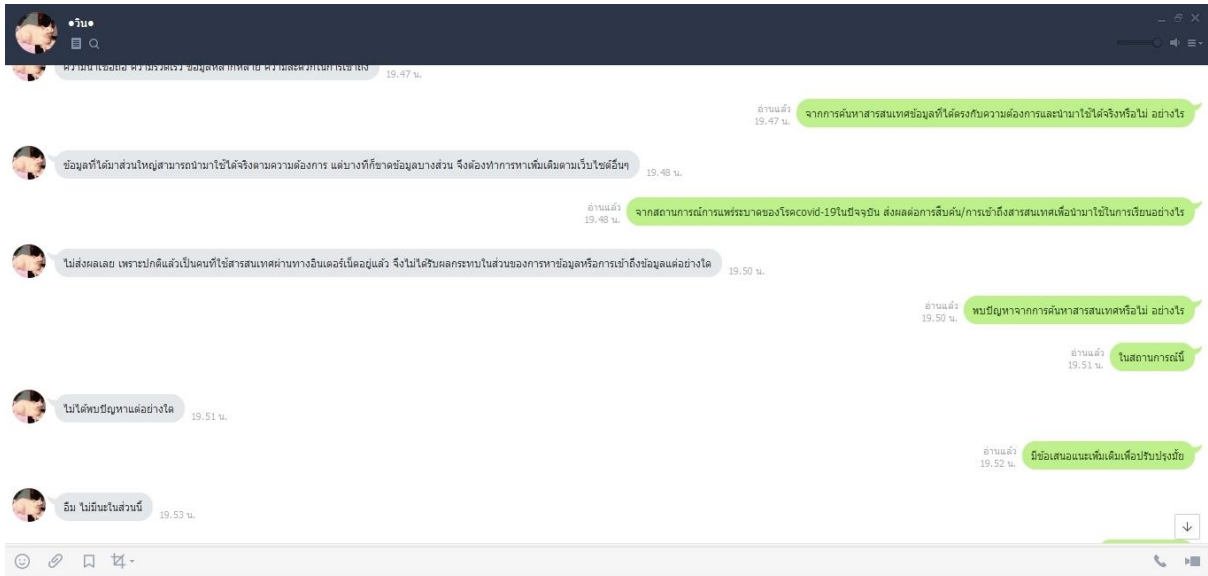 ●วิน●
ความน่าเชื่อถือ ความรวดเร็ว ข้อมูลหลากหลาย ความสะดวกในการเข้าถึง
19.47 น.
อ่านแล้ว
19.47 น.
จากการค้นหาสารสนเทศข้อมูลที่ได้ตรงกับความต้องการและนำมาใช้ได้จริงหรือไม่ อย่างไร
ข้อมูลที่ได้มาส่วนใหญ่สามารถนำมาใช้ได้จริงตามความต้องการ แต่บางทีก็ขาดข้อมูลบางส่วน จึงต้องทำการหาเพิ่มเติมตามเว็บไซต์อื่นๆ
19.48 น.
อ่านแล้ว
19.48 น.
จากสถานการณ์การแพร่ระบาดของโรคcovid-19ในปัจจุบัน ส่งผลต่อการสืบค้น/การเข้าถึงสารสนเทศเพื่อนำมาใช้ในการเรียนอย่างไร
ไม่ส่งผลเลย เพราะปกติแล้วเป็นคนที่ใช้สารสนเทศผ่านทางอินเตอร์เน็ตอยู่แล้ว จึงไม่ได้รับผลกระทบในส่วนของการหาข้อมูลหรือการเข้าถึงข้อมูลแต่อย่างใด
19.50 น.
อ่านแล้ว
19.50 น.
พบปัญหาจากการค้นหาสารสนเทศหรือไม่ อย่างไร
อ่านแล้ว
19.51 น.
ในสถานการณ์นี้
ไม่ได้พบปัญหาแต่อย่างใด
19.51 น.
อ่านแล้ว
19.52 น.
มีข้อเสนอแนะเพิ่มเติมเพื่อปรับปรุงมั้ย
อืม ไม่มีนะในส่วนนี้
19.53 น.